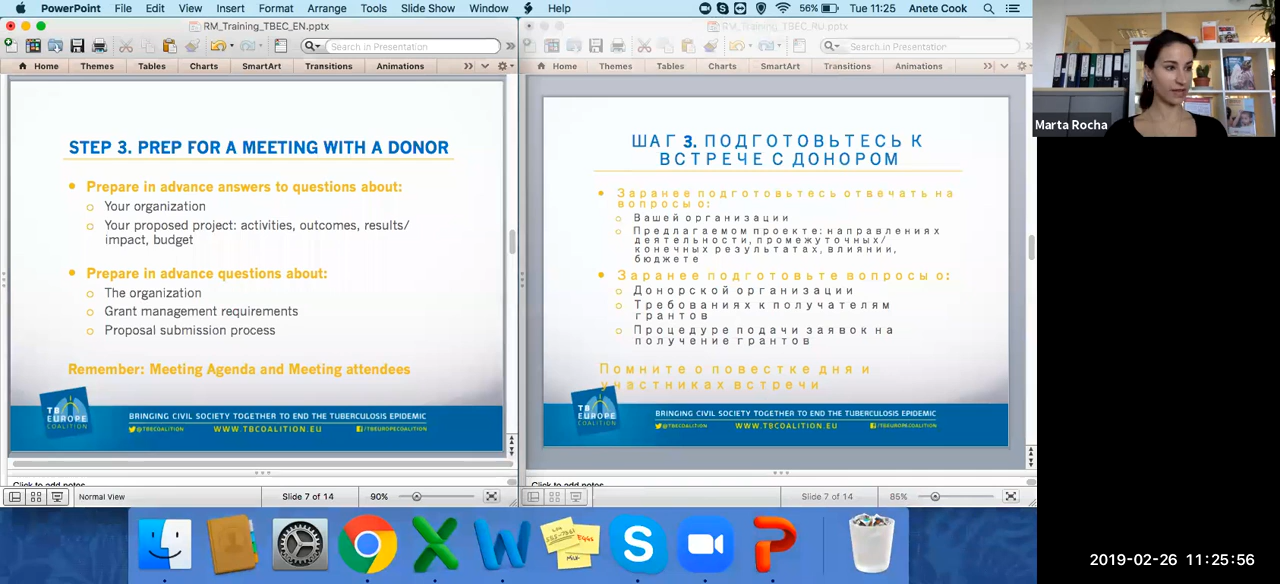 PowerPoint File Edit View Insert Format Arrange Tools Slide Show Window Help 56% Tue 11:25 Anete Cook
RM_Training_TBEC_EN.pptx
Search in Presentation
Home Themes Tables Charts SmartArt Transitions Animations
STEP 3. PREP FOR A MEETING WITH A DONOR
Prepare in advance answers to questions about:
Your organization
Your proposed project: activities, outcomes, results/
impact, budget
Prepare in advance questions about:
The organization
Grant management requirements
Proposal submission process
Remember: Meeting Agenda and Meeting attendees
TB
EUROPE
COALITION
BRINGING CIVIL SOCIETY TOGETHER TO END THE TUBERCULOSIS EPIDEMIC
@TBCOALITION WWW.TBCOALITION.EU /TBEUROPECOALITION
Click to add notes
Normal View Slide 7 of 14 90%
RM_Training_TBEC_RU.pptx
Search in Presentation
Home Themes Tables Charts SmartArt Transitions Animations
ШАГ 3. ПОДГОТОВЬТЕСЬ К
ВСТРЕЧЕ С ДОНОРОМ
Заранее подготовьтесь отвечать на
вопросы о:
Вашей организации
Предлагаемом проекте: направлениях
деятельности, промежуточных/
конечных результатах, влиянии,
бюджете
Заранее подготовьте вопросы о:
Донорской организации
Требованиях к получателям
грантов
Процедуре подачи заявок на
получение грантов
Помните о повестке дня и
участниках встречи
TB
EUROPE
COALITION
BRINGING CIVIL SOCIETY TOGETHER TO END THE TUBERCULOSIS EPIDEMIC
@TBCOALITION WWW.TBCOALITION.EU /TBEUROPECOALITION
Click to add notes
Slide 7 of 14 85%
Marta Rocha
EGGS
MILK
2019-02-26 11:25:56